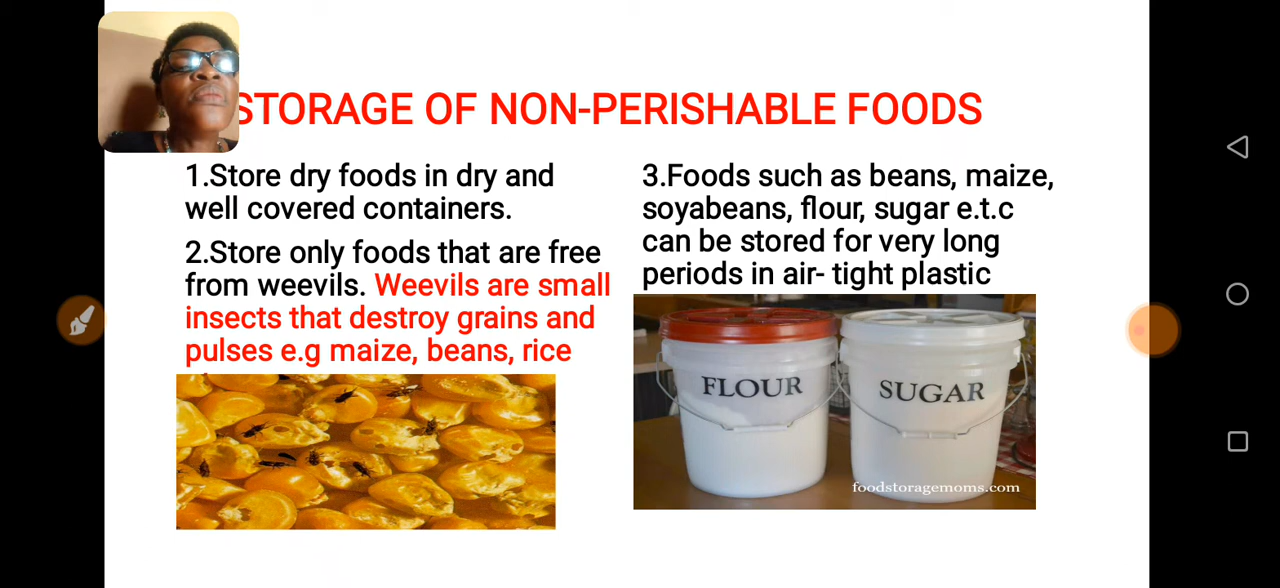 STORAGE OF NON-PERISHABLE FOODS
1.Store dry foods in dry and
well covered containers.
2.Store only foods that are free
from weevils. Weevils are small
insects that destroy grains and
pulses e.g maize, beans, rice
3.Foods such as beans, maize,
soyabeans, flour, sugar e.t.c
can be stored for very long
periods in air- tight plastic
FLOUR
SUGAR
foodstoragemoms.com